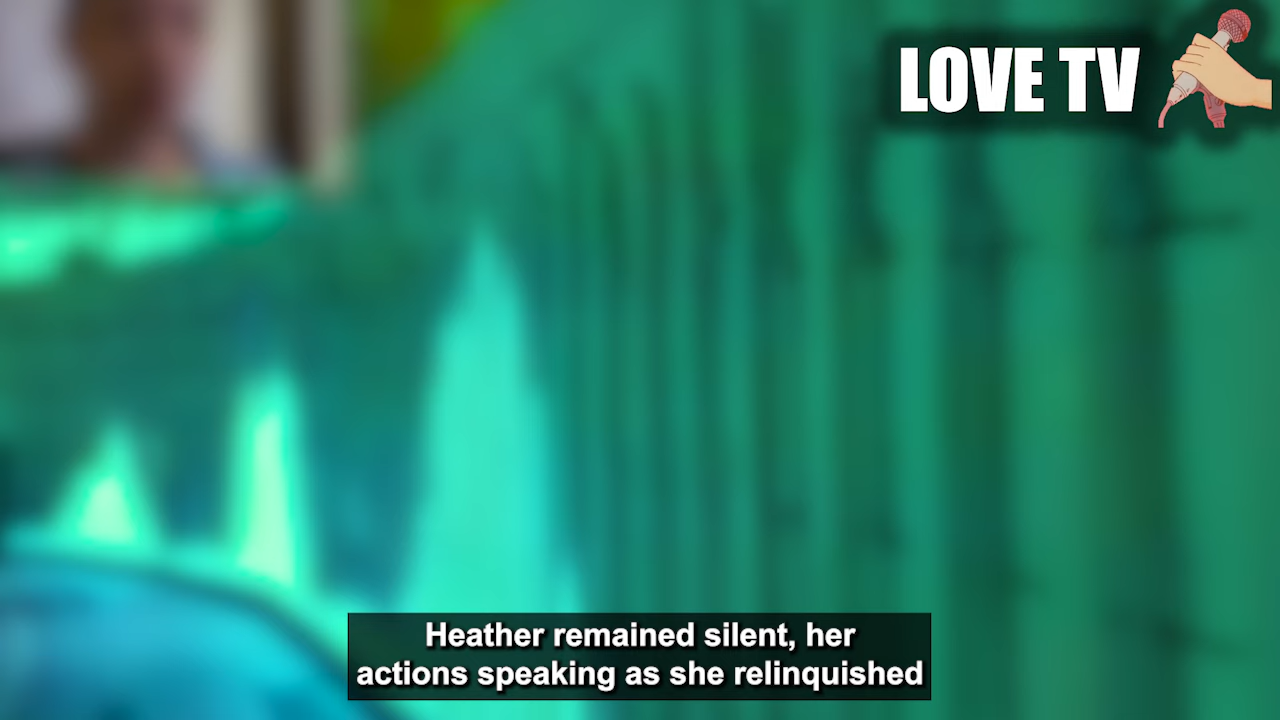 LOVE TV
Heather remained silent, her
actions speaking as she relinquished